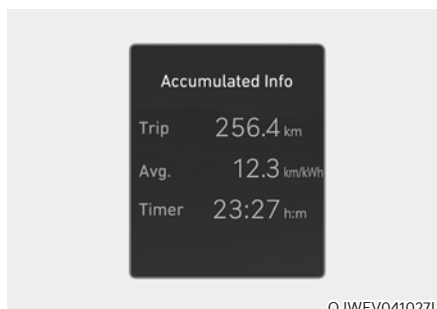 Accumulated Info
Trip 256.4 km
Avg. 12.3 km/kWh
Timer 23:27 h:m